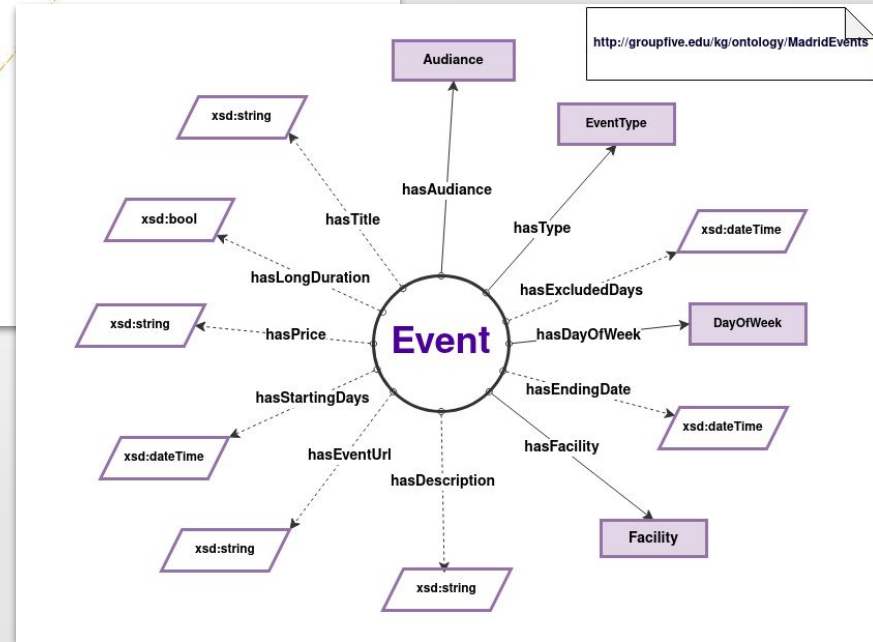 http://groupfive.edu/kg/ontology/MadridEvents
Audiance
xsd:string
EventType
hasAudiance
xsd:bool
hasTitle
hasType
xsd:dateTime
hasLongDuration
hasExcludedDays
xsd:string
hasPrice
Event
hasDayOfWeek
DayOfWeek
hasStartingDays
hasEndingDate
xsd:dateTime
xsd:dateTime
hasEventUrl
hasFacility
hasDescription
xsd:string
Facility
xsd:string